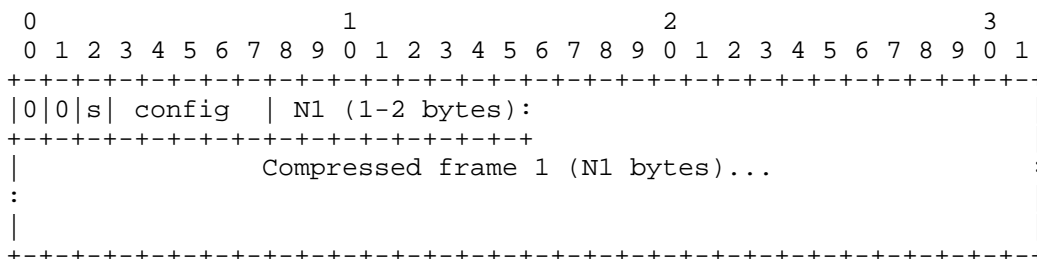 0                   1                   2                   3
 0 1 2 3 4 5 6 7 8 9 0 1 2 3 4 5 6 7 8 9 0 1 2 3 4 5 6 7 8 9 0 1
+-+-+-+-+-+-+-+-+-+-+-+-+-+-+-+-+-+-+-+-+-+-+-+-+-+-+-+-+-+-+-+--
|0|0|s| config  | N1 (1-2 bytes):
+-+-+-+-+-+-+-+-+-+-+-+-+-+-+-+-+
|               Compressed frame 1 (N1 bytes)...                :
:
|
+-+-+-+-+-+-+-+-+-+-+-+-+-+-+-+-+-+-+-+-+-+-+-+-+-+-+-+-+-+-+-+--